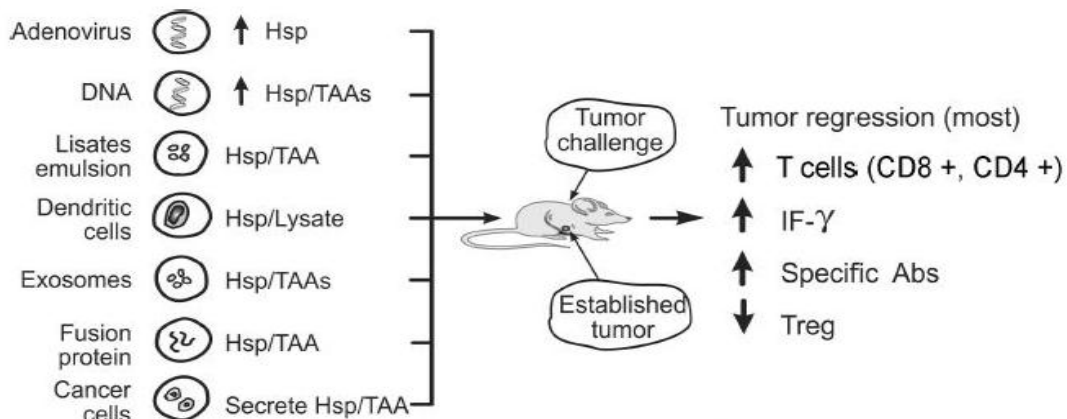 Adenovirus
↑ Hsp
DNA
↑ Hsp/TAAs
Lisates
emulsion
Hsp/TAA
Dendritic
cells
Hsp/Lysate
Exosomes
Hsp/TAAs
Fusion
protein
Hsp/TAA
Cancer
cells
Secrete Hsp/TAA
Tumor
challenge
Established
tumor
Tumor regression (most)
↑ T cells (CD8 +, CD4 +)
↑ IF-γ
↑ Specific Abs
↓ Treg